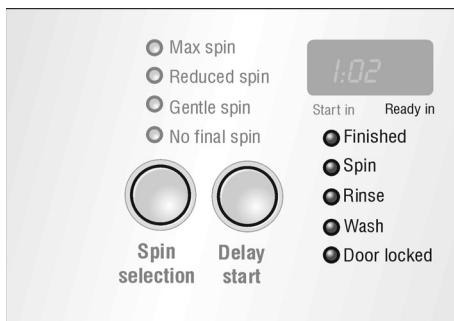 Max spin
Reduced spin
Gentle spin
No final spin
Spin
selection
Delay
start
1:02
Start in Ready in
Finished
Spin
Rinse
Wash
Door locked